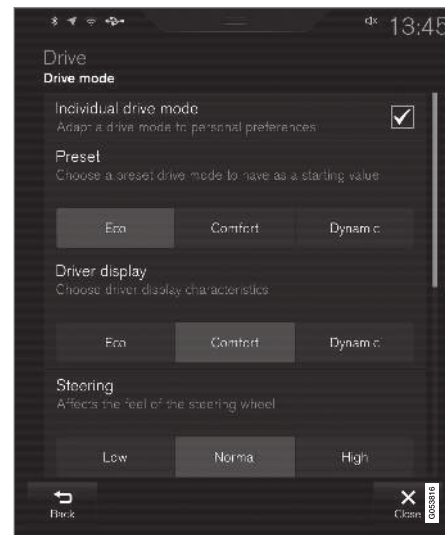 13:45
Drive
Drive mode
Individual drive mode
Adapt a drive mode to personal preferences
Preset
Choose a preset drive mode to have as a starting value
Eco Comfort Dynamic
Driver display
Choose driver display characteristics
Eco Comfort Dynamic
Steering
Affects the feel of the steering wheel
Low Normal High
Back Close
G053816